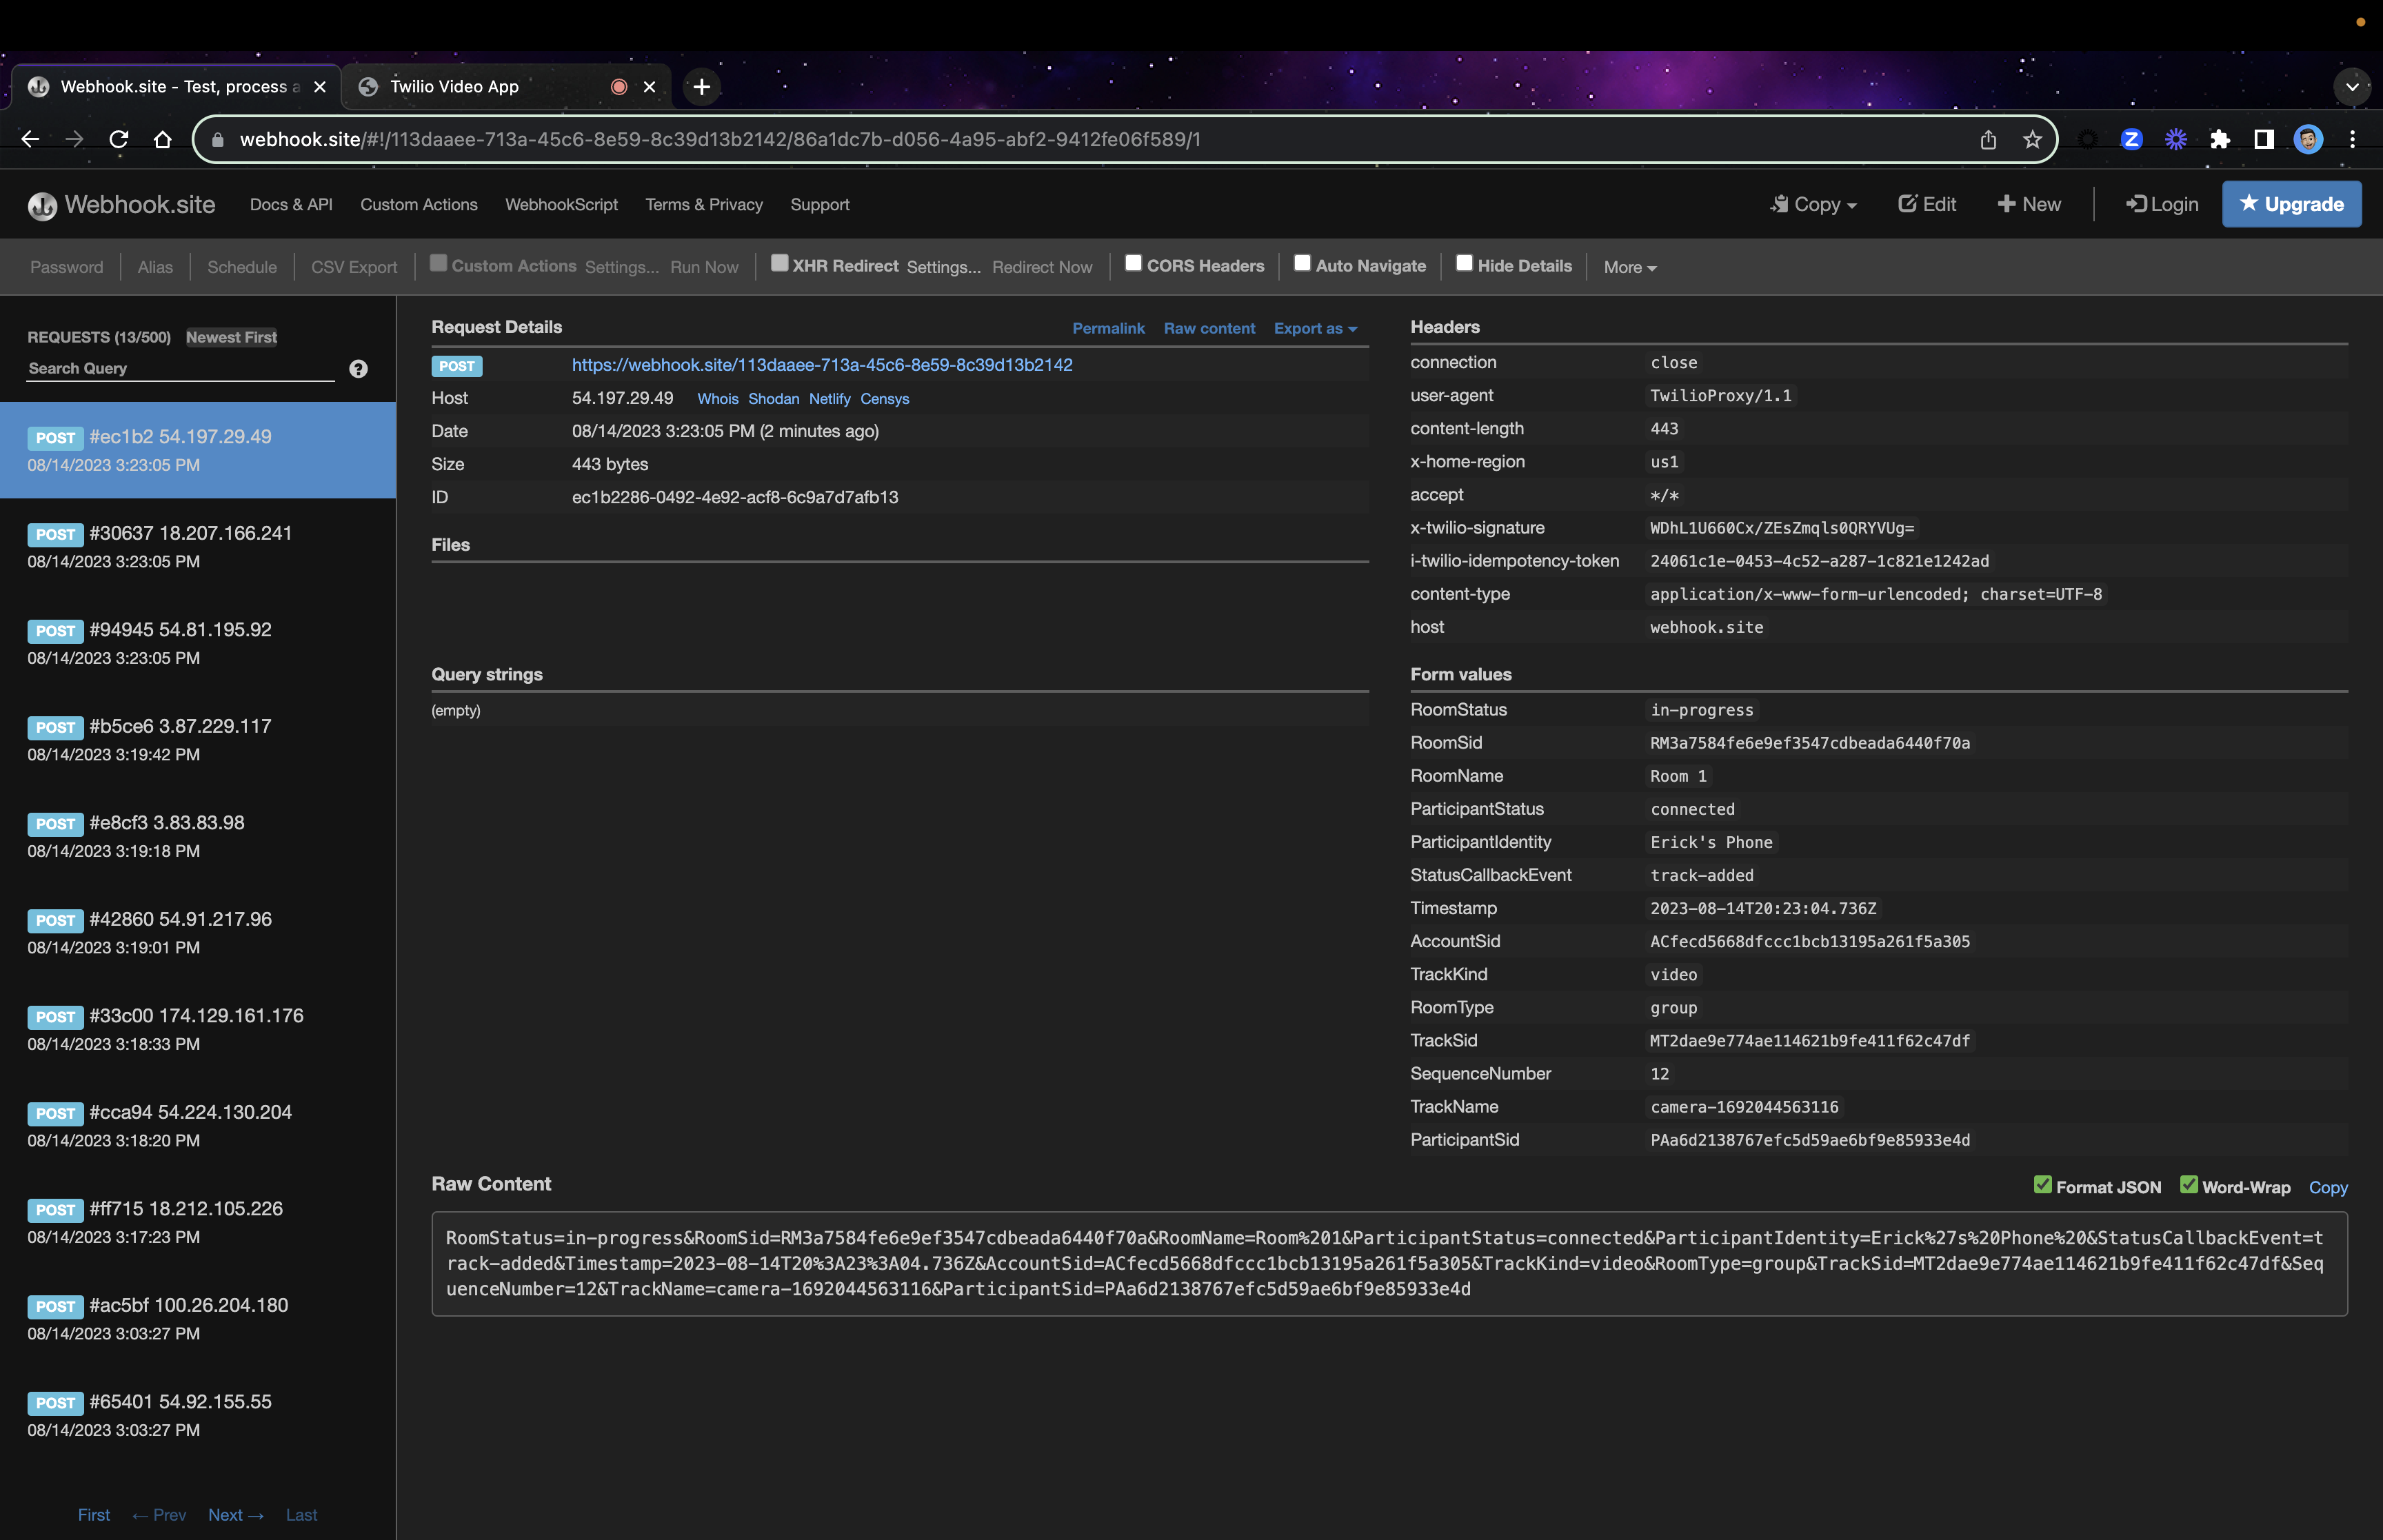 Webhook.site - Test, process a
Twilio Video App
webhook.site/#!/113daaee-713a-45c6-8e59-8c39d13b2142/86a1dc7b-d056-4a95-abf2-9412fe06f589/1
Webhook.site Docs & API Custom Actions WebhookScript Terms & Privacy Support Copy Edit New Login Upgrade
Password Alias Schedule CSV Export Custom Actions Settings... Run Now XHR Redirect Settings... Redirect Now CORS Headers Auto Navigate Hide Details More
REQUESTS (13/500) Newest First
Search Query
POST #ec1b2 54.197.29.49
08/14/2023 3:23:05 PM
POST #30637 18.207.166.241
08/14/2023 3:23:05 PM
POST #94945 54.81.195.92
08/14/2023 3:23:05 PM
POST #b5ce6 3.87.229.117
08/14/2023 3:19:42 PM
POST #e8cf3 3.83.83.98
08/14/2023 3:19:18 PM
POST #42860 54.91.217.96
08/14/2023 3:19:01 PM
POST #33c00 174.129.161.176
08/14/2023 3:18:33 PM
POST #cca94 54.224.130.204
08/14/2023 3:18:20 PM
POST #ff715 18.212.105.226
08/14/2023 3:17:23 PM
POST #ac5bf 100.26.204.180
08/14/2023 3:03:27 PM
POST #65401 54.92.155.55
08/14/2023 3:03:27 PM
First ← Prev Next → Last
Request Details Permalink Raw content Export as
POST https://webhook.site/113daaee-713a-45c6-8e59-8c39d13b2142
Host 54.197.29.49 Whois Shodan Netlify Censys
Date 08/14/2023 3:23:05 PM (2 minutes ago)
Size 443 bytes
ID ec1b2286-0492-4e92-acf8-6c9a7d7afb13
Files
Query strings
(empty)
Headers
connection close
user-agent TwilioProxy/1.1
content-length 443
x-home-region us1
accept */*
x-twilio-signature WDhL1U660Cx/ZEsZmqls0QRYVUg=
i-twilio-idempotency-token 24061c1e-0453-4c52-a287-1c821e1242ad
content-type application/x-www-form-urlencoded; charset=UTF-8
host webhook.site
Form values
RoomStatus in-progress
RoomSid RM3a7584fe6e9ef3547cdbeada6440f70a
RoomName Room 1
ParticipantStatus connected
ParticipantIdentity Erick's Phone
StatusCallbackEvent track-added
Timestamp 2023-08-14T20:23:04.736Z
AccountSid ACfecd5668dfccc1bcb13195a261f5a305
TrackKind video
RoomType group
TrackSid MT2dae9e774ae114621b9fe411f62c47df
SequenceNumber 12
TrackName camera-1692044563116
ParticipantSid PAa6d2138767efc5d59ae6bf9e85933e4d
Raw Content Format JSON Word-Wrap Copy
RoomStatus=in-progress&RoomSid=RM3a7584fe6e9ef3547cdbeada6440f70a&RoomName=Room%201&ParticipantStatus=connected&ParticipantIdentity=Erick%27s%20Phone%20&StatusCallbackEvent=t
rack-added&Timestamp=2023-08-14T20%3A23%3A04.736Z&AccountSid=ACfecd5668dfccc1bcb13195a261f5a305&TrackKind=video&RoomType=group&TrackSid=MT2dae9e774ae114621b9fe411f62c47df&Seq
uenceNumber=12&TrackName=camera-1692044563116&ParticipantSid=PAa6d2138767efc5d59ae6bf9e85933e4d